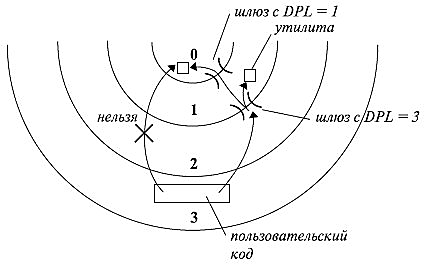 шлюз с DPL = 1
утилита
0
нельзя
1
шлюз с DPL = 3
2
3
пользовательский
код